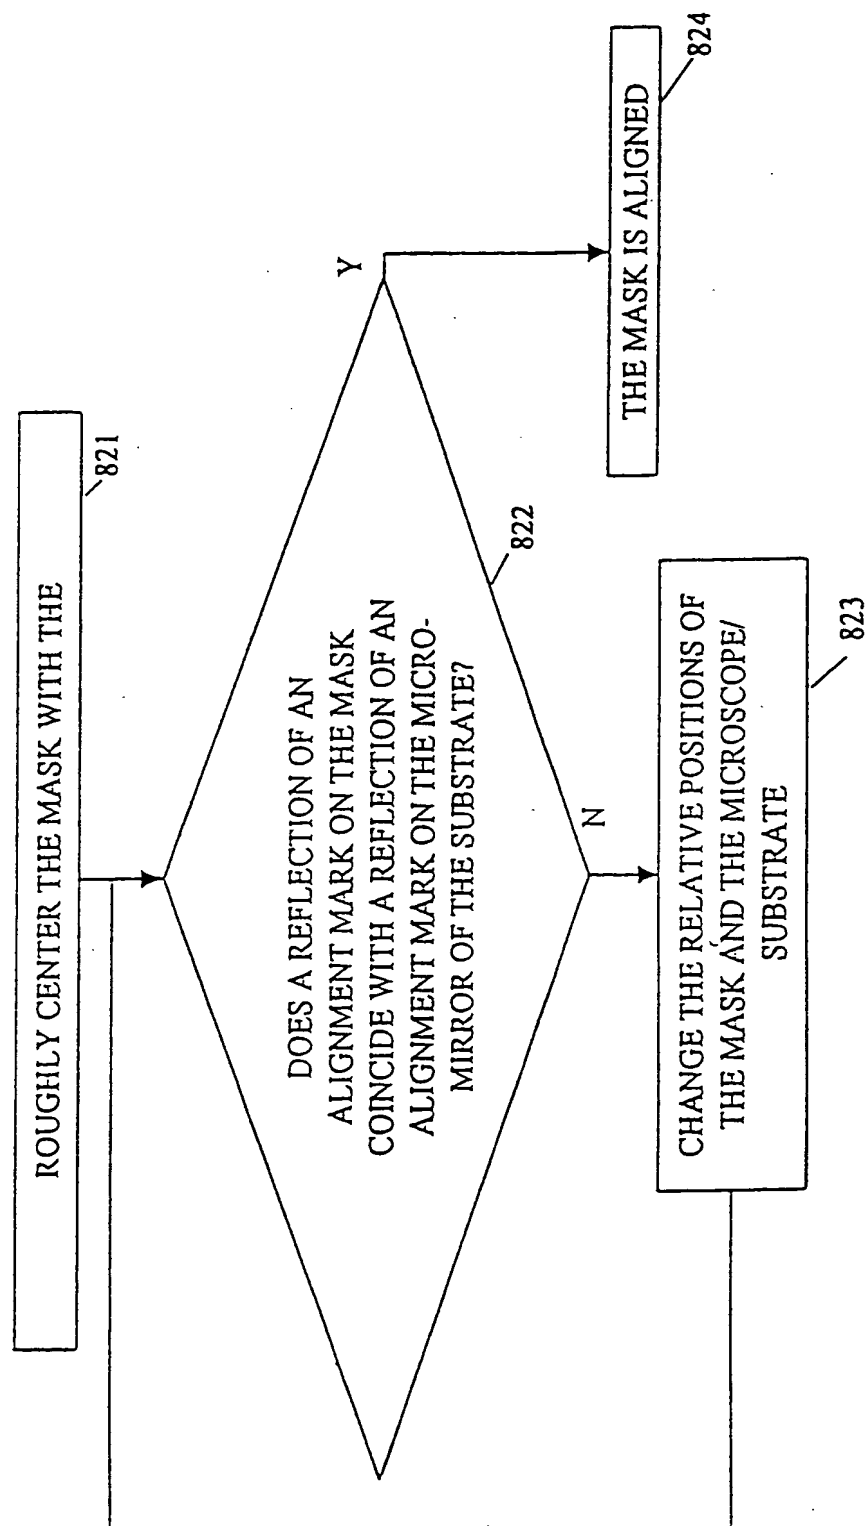 ROUGHLY CENTER THE MASK WITH THE
821
DOES A REFLECTION OF AN
ALIGNMENT MARK ON THE MASK
COINCIDE WITH A REFLECTION OF AN
ALIGNMENT MARK ON THE MICRO-
MIRROR OF THE SUBSTRATE?
822
Y
N
CHANGE THE RELATIVE POSITIONS OF
THE MASK AND THE MICROSCOPE/
SUBSTRATE
823
THE MASK IS ALIGNED
824